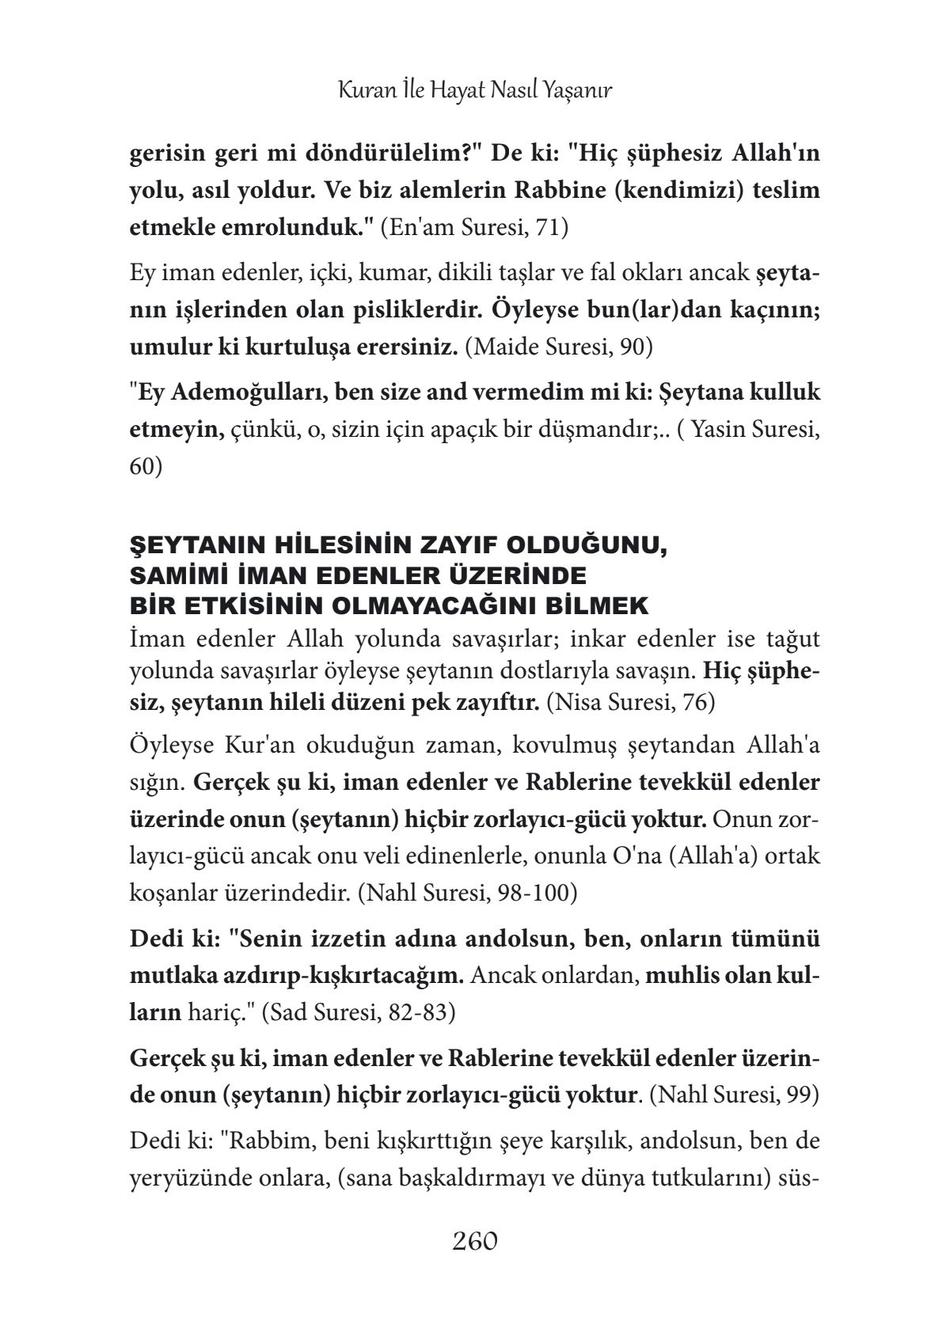 Kuran İle Hayat Nasıl Yaşanır
gerisin geri mi döndürülelim?" De ki: "Hiç şüphesiz Allah'ın
yolu, asıl yoldur. Ve biz alemlerin Rabbine (kendimizi) teslim
etmekle emrolunduk." (En'am Suresi, 71)
Ey iman edenler, içki, kumar, dikili taşlar ve fal okları ancak şeyta-
nın işlerinden olan pisliklerdir. Öyleyse bun(lar)dan kaçının;
umulur ki kurtuluşa erersiniz. (Maide Suresi, 90)
"Ey Ademoğulları, ben size and vermedim mi ki: Şeytana kulluk
etmeyin, çünkü, o, sizin için apaçık bir düşmandır;.. ( Yasin Suresi,
60)
ŞEYTANIN HİLESİNİN ZAYIF OLDUĞUNU,
SAMİMİ İMAN EDENLER ÜZERİNDE
BİR ETKİSİNİN OLMAYACAĞINI BİLMEK
İman edenler Allah yolunda savaşırlar; inkar edenler ise tağut
yolunda savaşırlar öyleyse şeytanın dostlarıyla savaşın. Hiç şüphe-
siz, şeytanın hileli düzeni pek zayıftır. (Nisa Suresi, 76)
Öyleyse Kur'an okuduğun zaman, kovulmuş şeytandan Allah'a
sığın. Gerçek şu ki, iman edenler ve Rablerine tevekkül edenler
üzerinde onun (şeytanın) hiçbir zorlayıcı-gücü yoktur. Onun zor-
layıcı-gücü ancak onu veli edinenlerle, onunla O'na (Allah'a) ortak
koşanlar üzerindedir. (Nahl Suresi, 98-100)
Dedi ki: "Senin izzetin adına andolsun, ben, onların tümünü
mutlaka azdırıp-kışkırtacağım. Ancak onlardan, muhlis olan kul-
ların hariç." (Sad Suresi, 82-83)
Gerçek şu ki, iman edenler ve Rablerine tevekkül edenler üzerin-
de onun (şeytanın) hiçbir zorlayıcı-gücü yoktur. (Nahl Suresi, 99)
Dedi ki: "Rabbim, beni kışkırttığın şeye karşılık, andolsun, ben de
yeryüzünde onlara, (sana başkaldırmayı ve dünya tutkularını) süs-
260